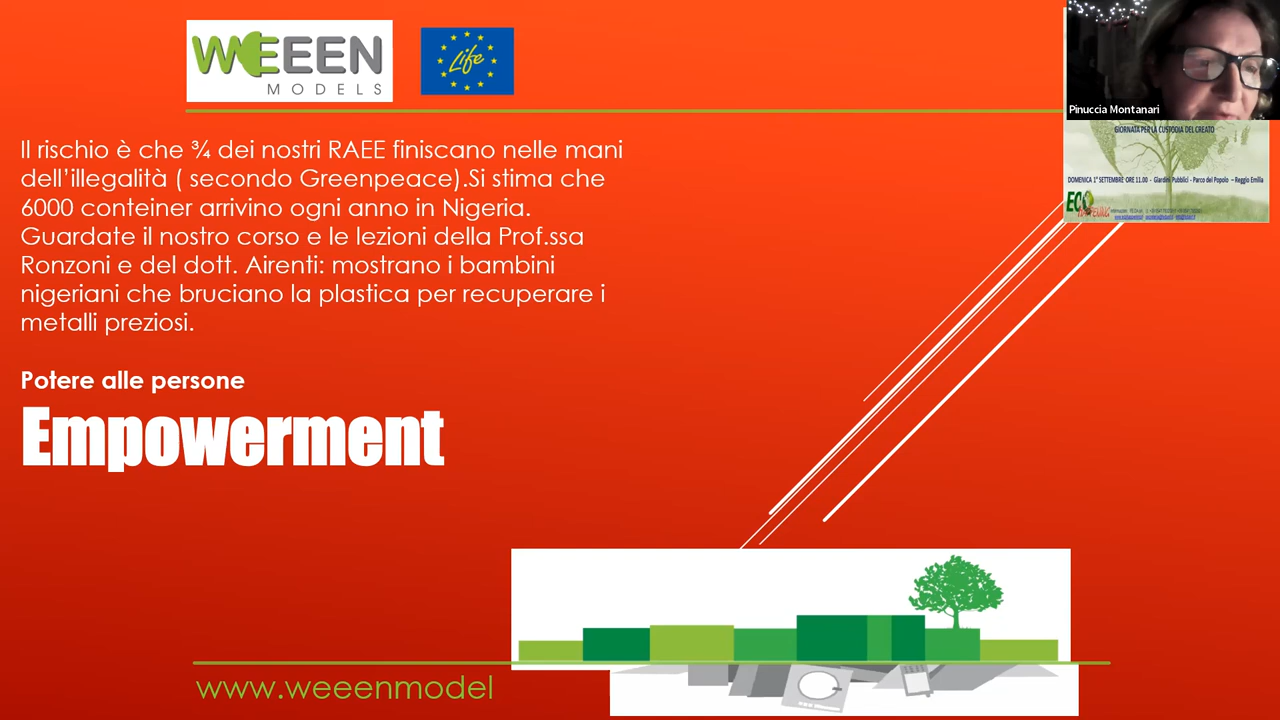 WEEEN
MODELS
Life
Pinuccia Montanari
GIORNATA PER LA CUSTODIA DEL CREATO
DOMENICA 1° SETTEMBRE ORE 11.00 - Giardini Pubblici - Parco del Popolo - Reggio Emilia
ECO
Il rischio è che ¾ dei nostri RAEE finiscano nelle mani
dell'illegalità ( secondo Greenpeace).Si stima che
6000 conteiner arrivino ogni anno in Nigeria.
Guardate il nostro corso e le lezioni della Prof.ssa
Ronzoni e del dott. Airenti: mostrano i bambini
nigeriani che bruciano la plastica per recuperare i
metalli preziosi.
Potere alle persone
Empowerment
www.weeenmodel